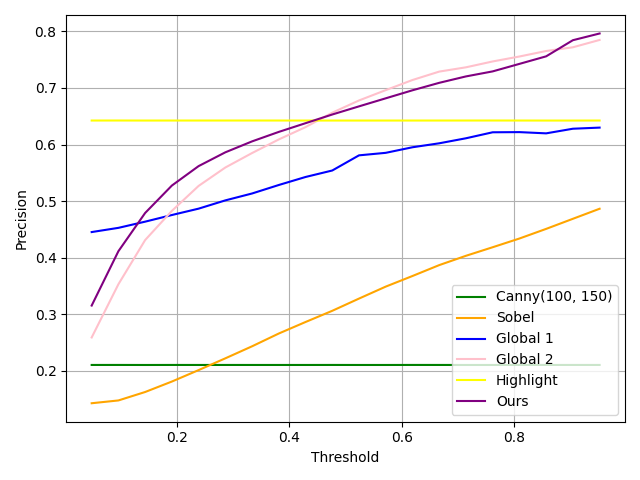 0.8
0.7
0.6
0.5
0.4
0.3
0.2
Precision
0.2 0.4 0.6 0.8
Threshold
Canny(100, 150)
Sobel
Global 1
Global 2
Highlight
Ours